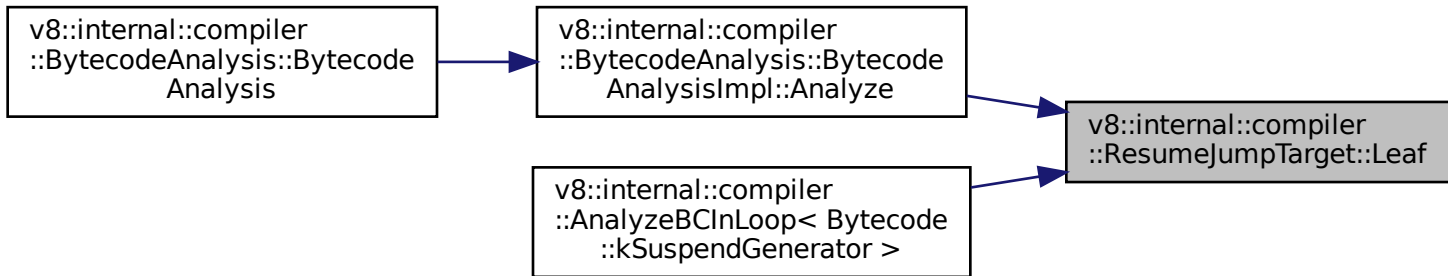 v8::internal::compiler
::BytecodeAnalysis::Bytecode
Analysis
v8::internal::compiler
::BytecodeAnalysis::Bytecode
AnalysisImpl::Analyze
v8::internal::compiler
::ResumeJumpTarget::Leaf
v8::internal::compiler
::AnalyzeBCInLoop< Bytecode
::kSuspendGenerator >